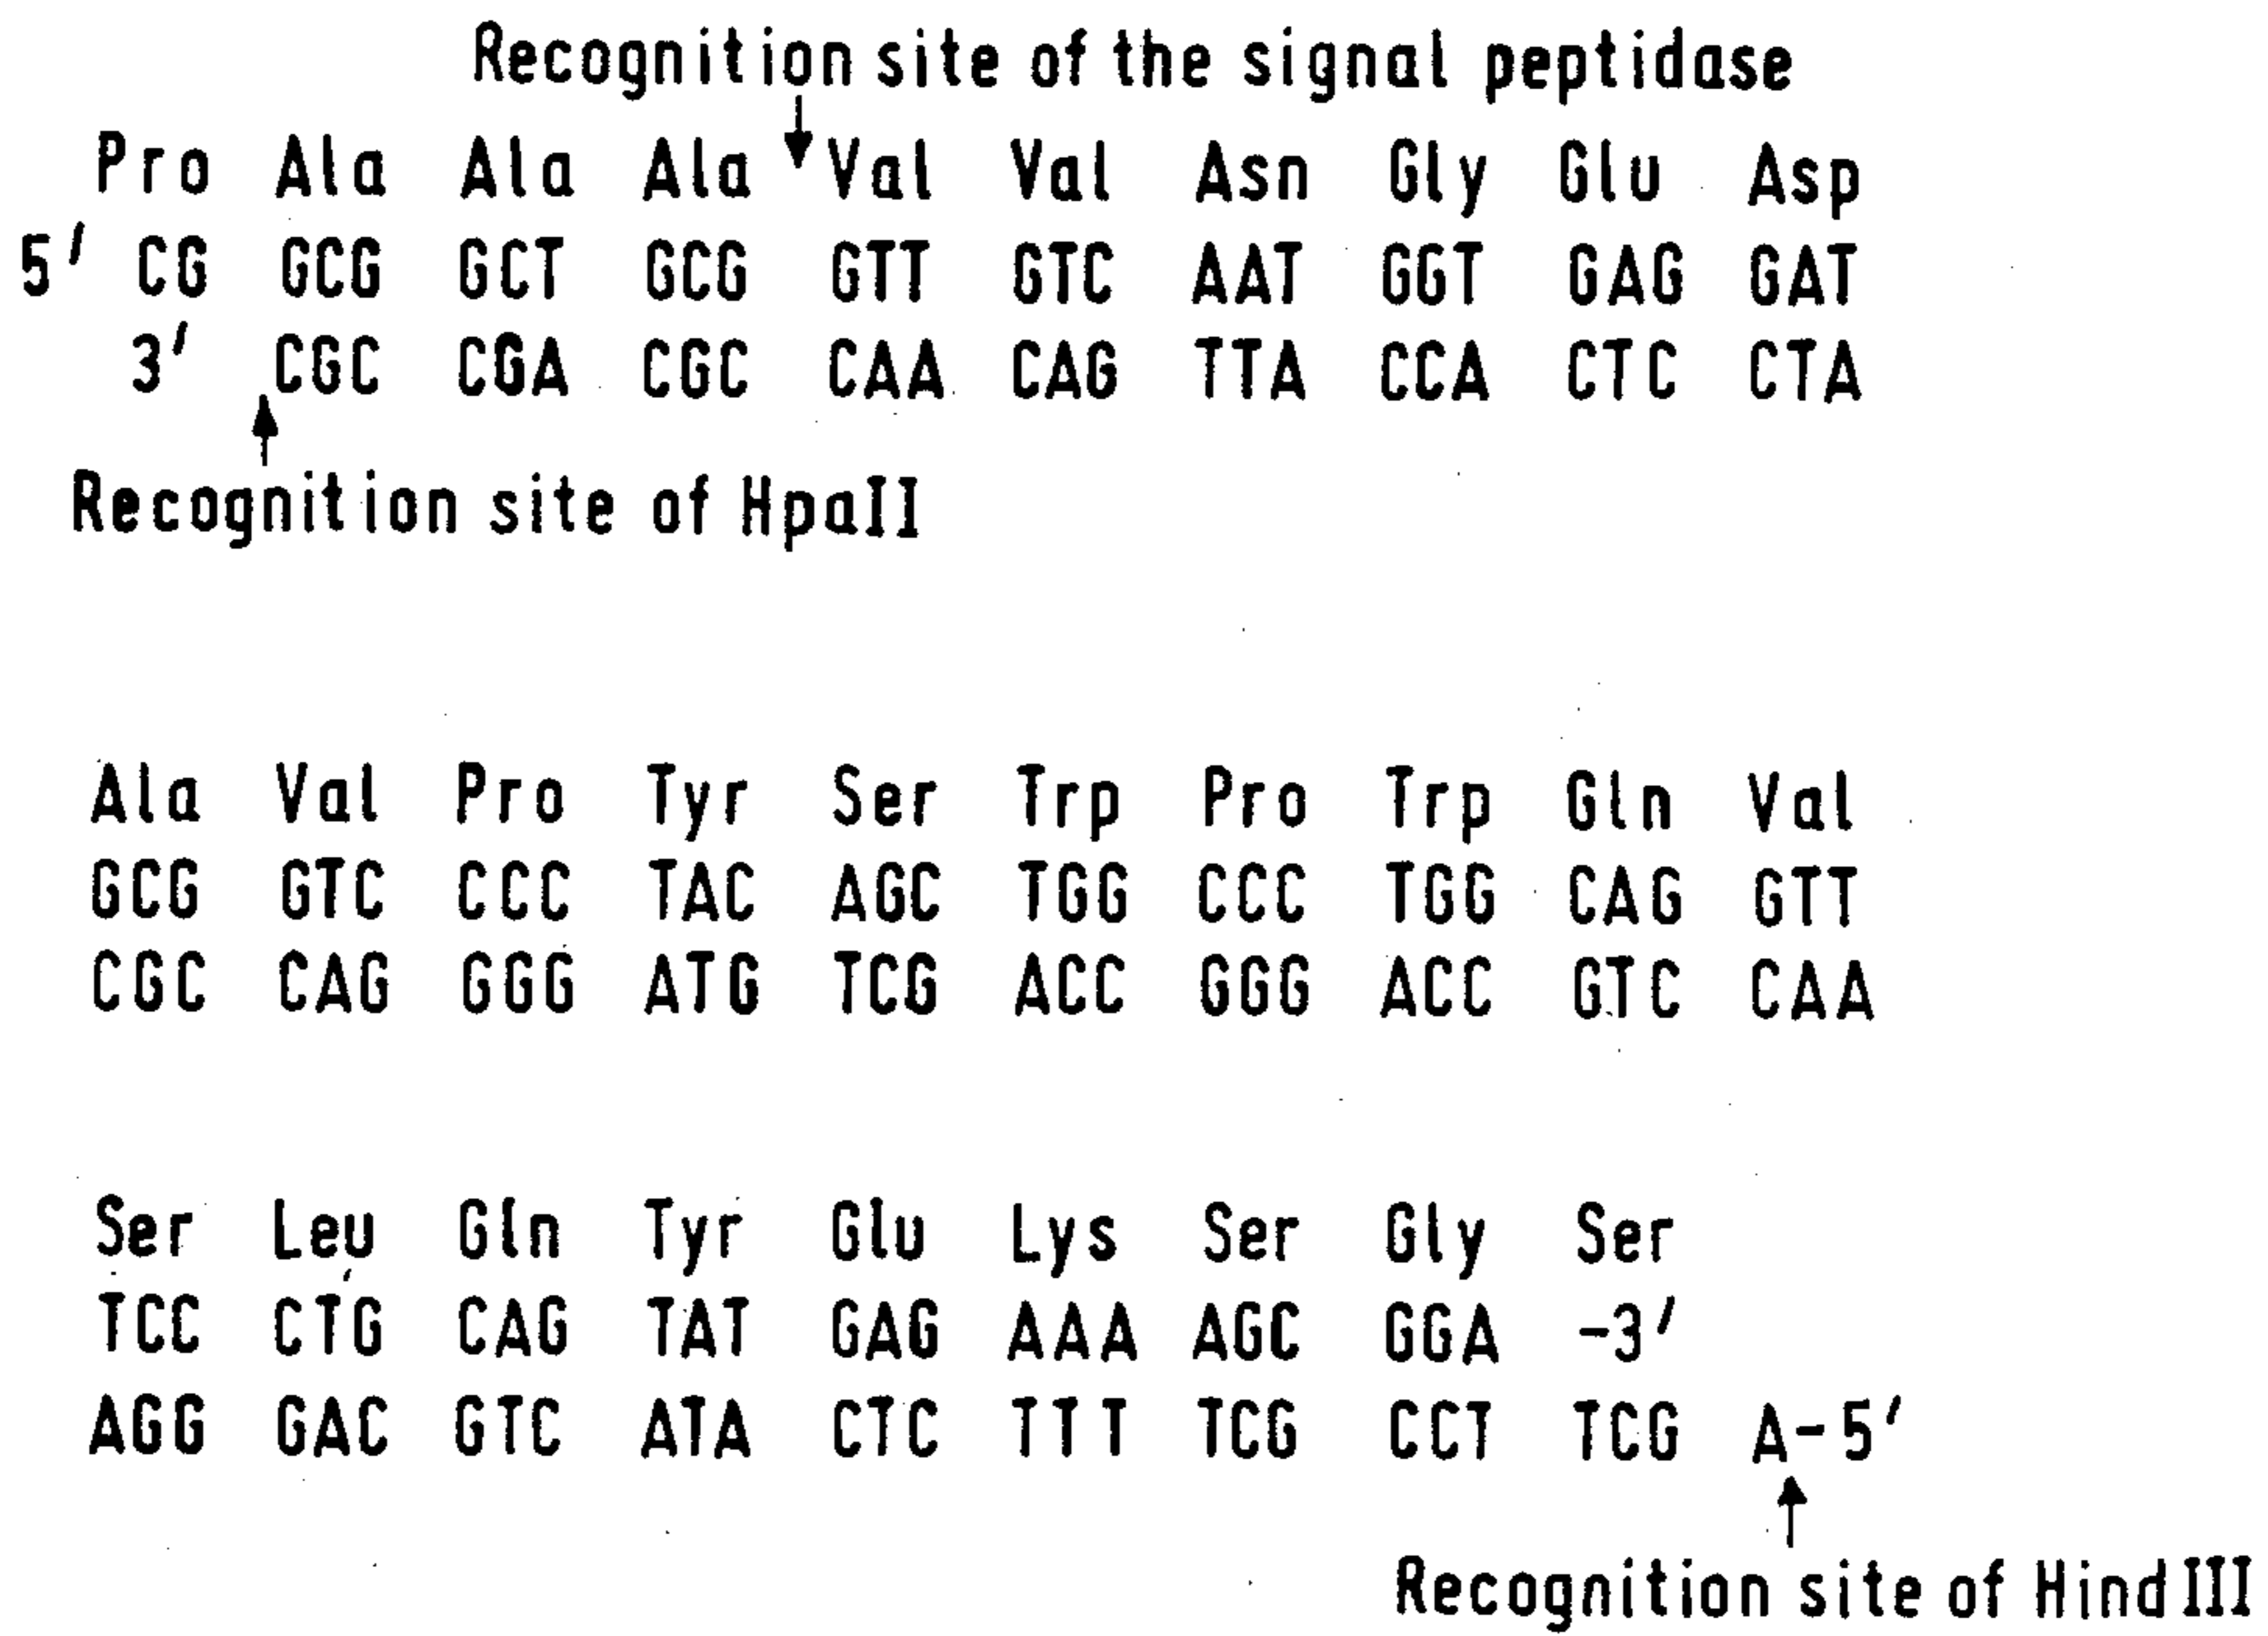 Recognition site of the signal peptidase
Pro Ala Ala Ala Val Val Asn Gly Glu Asp
5' CG GCG GCT GCG GTT GTC AAT GGT GAG GAT
3' CGC CGA CGC CAA CAG TTA CCA CTC CTA
Recognition site of HpaII
Ala Val Pro Tyr Ser Trp Pro Trp Gln Val
GCG GTC CCC TAC AGC TGG CCC TGG CAG GTT
CGC CAG GGG ATG TCG ACC GGG ACC GTC CAA
Ser Leu Gln Tyr Glu Lys Ser Gly Ser
TCC CTG CAG TAT GAG AAA AGC GGA -3'
AGG GAC GTC ATA CTC TTT TCG CCT TCG A-5'
Recognition site of HindIII